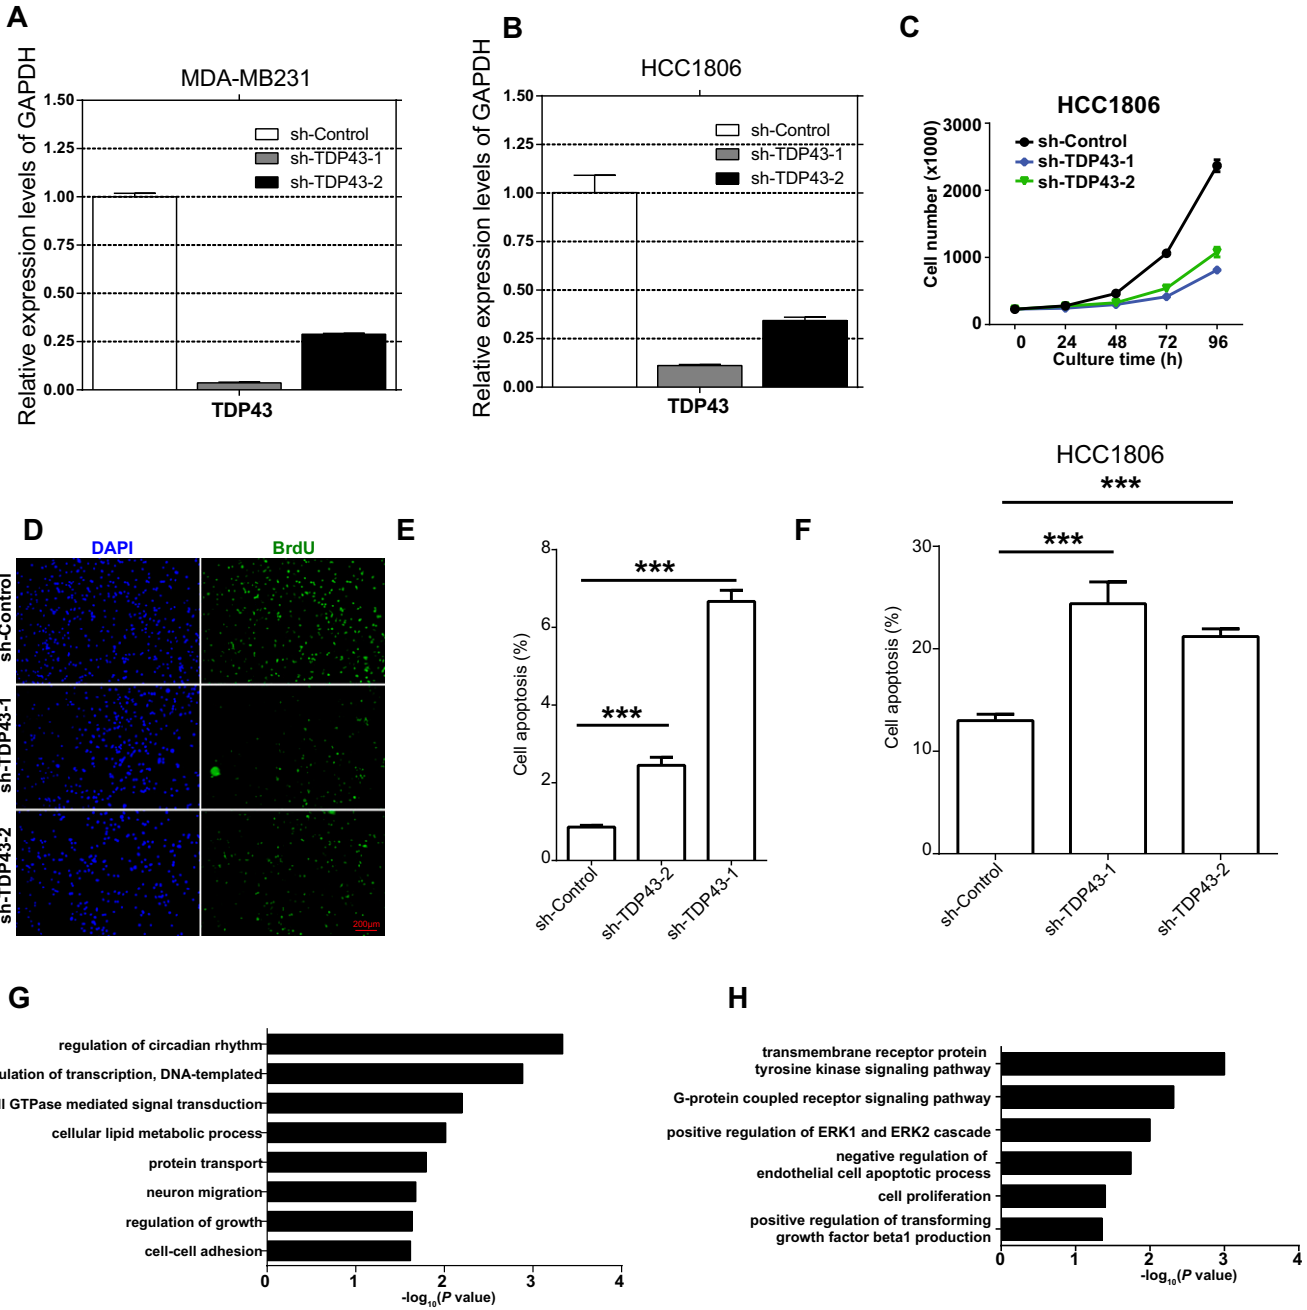 A
MDA-MB231
Relative expression levels of GAPDH
1.50
1.25
1.00
0.75
0.50
0.25
0.00
sh-Control
sh-TDP43-1
sh-TDP43-2
TDP43
B
HCC1806
Relative expression levels of GAPDH
1.50
1.25
1.00
0.75
0.50
0.25
0.00
sh-Control
sh-TDP43-1
sh-TDP43-2
TDP43
C
HCC1806
Cell number (x1000)
3000
2000
1000
0
sh-Control
sh-TDP43-1
sh-TDP43-2
0 24 48 72 96
Culture time (h)
D
DAPI BrdU
sh-Control
sh-TDP43-1
sh-TDP43-2
200µm
E
Cell apoptosis (%)
8
6
4
2
0
***
***
sh-Control
sh-TDP43-2
sh-TDP43-1
F
HCC1806
***
***
Cell apoptosis (%)
30
20
10
0
sh-Control
sh-TDP43-1
sh-TDP43-2
G
regulation of circadian rhythm
ulation of transcription, DNA-templated
ll GTPase mediated signal transduction
cellular lipid metabolic process
protein transport
neuron migration
regulation of growth
cell-cell adhesion
0 1 2 3 4
-log10(P value)
H
transmembrane receptor protein
tyrosine kinase signaling pathway
G-protein coupled receptor signaling pathway
positive regulation of ERK1 and ERK2 cascade
negative regulation of
endothelial cell apoptotic process
cell proliferation
positive regulation of transforming
growth factor beta1 production
0 1 2 3 4
-log10(P value)